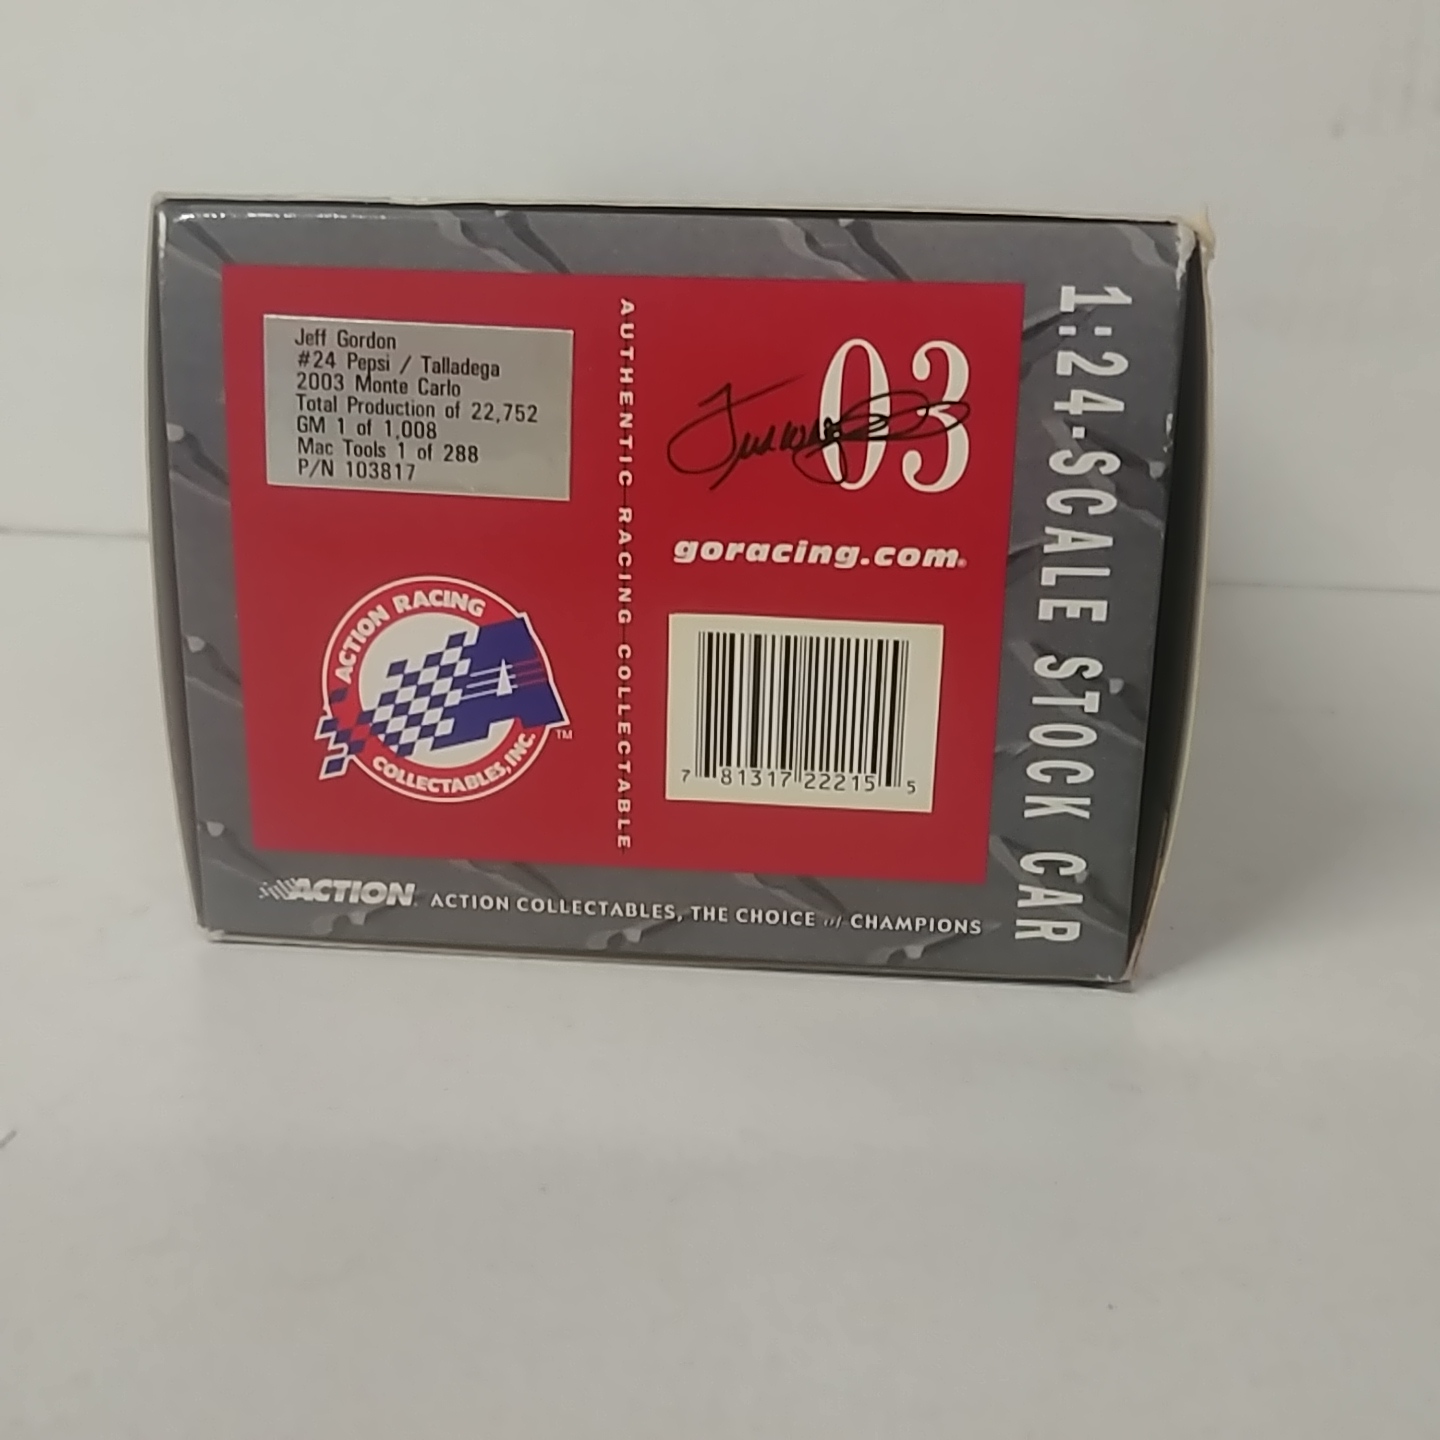 Jeff Gordon
#24 Pepsi / Talladega
2003 Monte Carlo
Total Production of 22,752
GM 1 of 1,008
Mac Tools 1 of 288
P/N 103817
AUTHENTIC RACING COLLECTABLE
03
goracing.com
ACTION RACING
COLLECTABLES, INC.
TM
7 81317 22215 5
1:24-SCALE STOCK CAR
ACTION
ACTION COLLECTABLES, THE CHOICE of CHAMPIONS